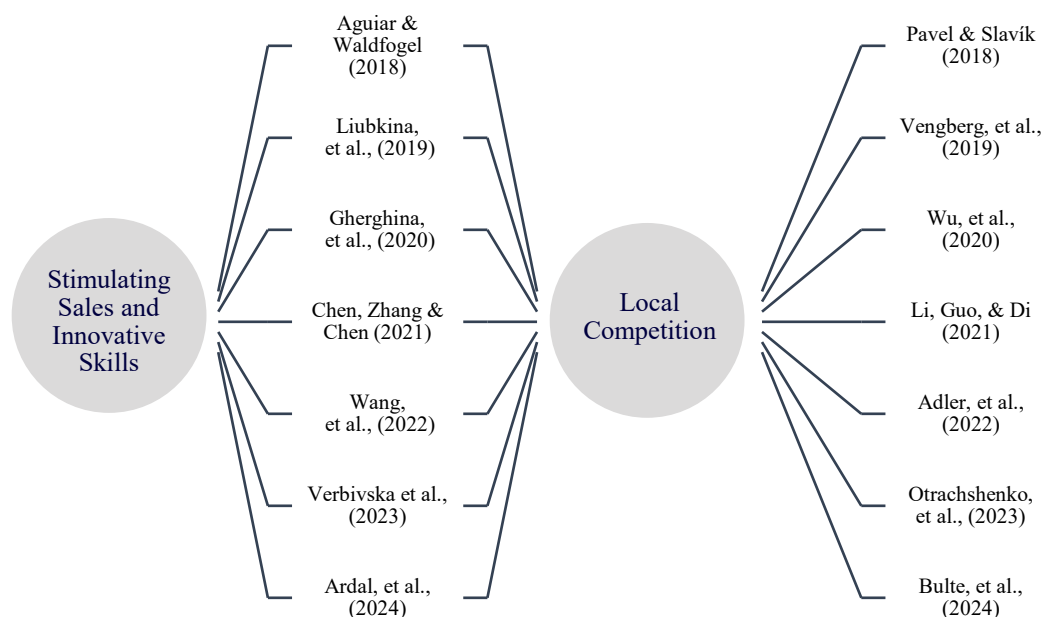 Stimulating
Sales and
Innovative
Skills
Aguiar &
Waldfogel
(2018)
Liubkina,
et al., (2019)
Gherghina,
et al., (2020)
Chen, Zhang &
Chen (2021)
Wang,
et al., (2022)
Verbivska et al.,
(2023)
Ardal, et al.,
(2024)
Local
Competition
Pavel & Slavík
(2018)
Vengberg, et al.,
(2019)
Wu, et al.,
(2020)
Li, Guo, & Di
(2021)
Adler, et al.,
(2022)
Otrachshenko,
et al., (2023)
Bulte, et al.,
(2024)